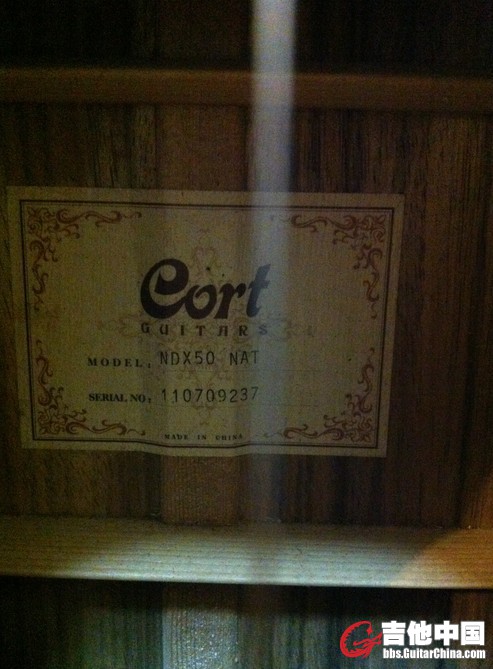 Cort
GUITARS
MODEL: NDX50 NAT
SERIAL NO: 110709237
MADE IN CHINA
吉他中国
bbs.GuitarChina.com